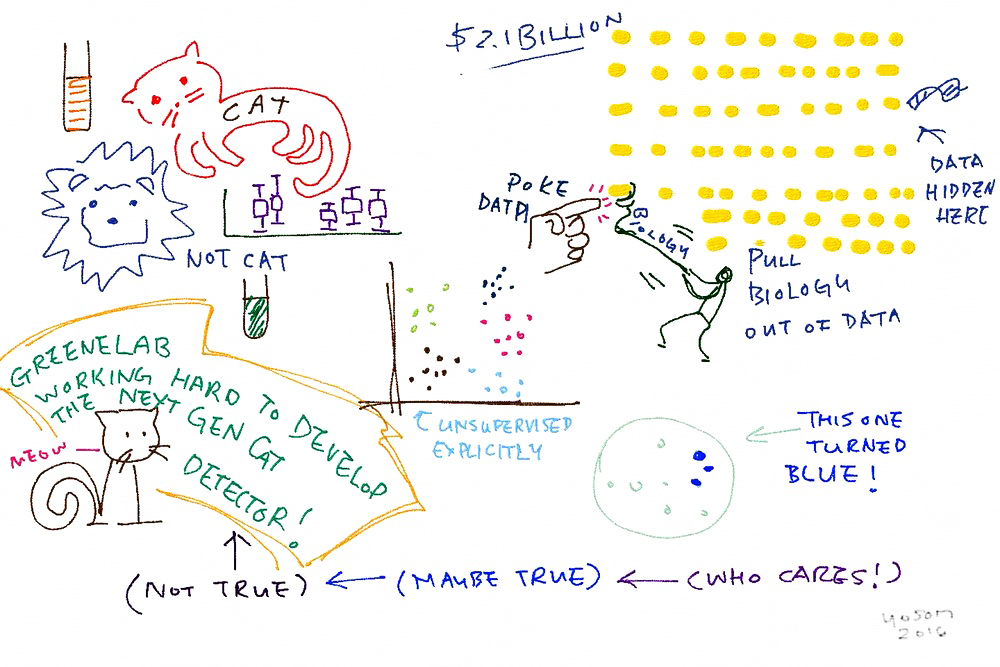 $2.1 BILLION
CAT
NOT CAT
POKE
DATA
BIOLOGY
DATA
HIDDEN
HERE
PULL
BIOLOGY
OUT OF DATA
GREENELAB
WORKING HARD TO DEVELOP
THE NEXT GEN CAT
DETECTOR!
MEOW
UNSUPERVISED
EXPLICITLY
THIS ONE
TURNED
BLUE!
(NOT TRUE) ← (MAYBE TRUE) ← (WHO CARES!)
yoson
2016